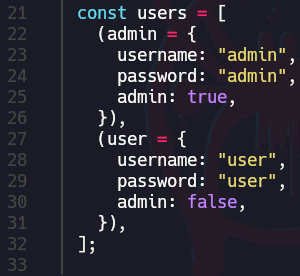 21 const users = [
22 (admin = {
23 username: "admin",
24 password: "admin",
25 admin: true,
26 }),
27 (user = {
28 username: "user",
29 password: "user",
30 admin: false,
31 }),
32 ];
33